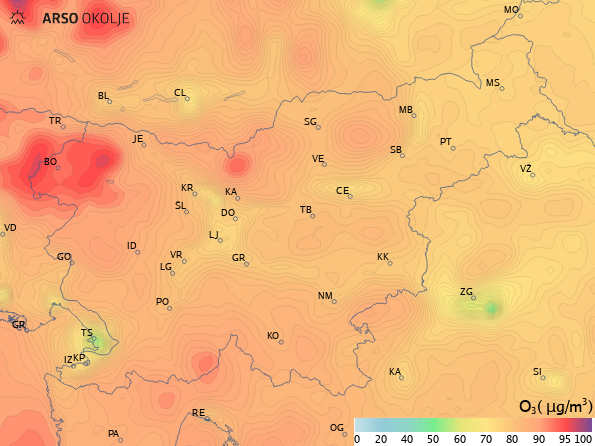 ARSO OKOLJE
MO
MS
BL
CL
MB
TR
SG
JE
PT
SB
BO
VE
VŽ
KR
KA
CE
ŠL
DO
TB
VD
LJ
ID
VR
GO
LG
GR
KK
NM
ZG
PO
GR
TS
KO
IZ KP
KA
SI
RE
PA
OG
O₃( µg/m³)
0 20 40 50 60 70 80 90 95 100